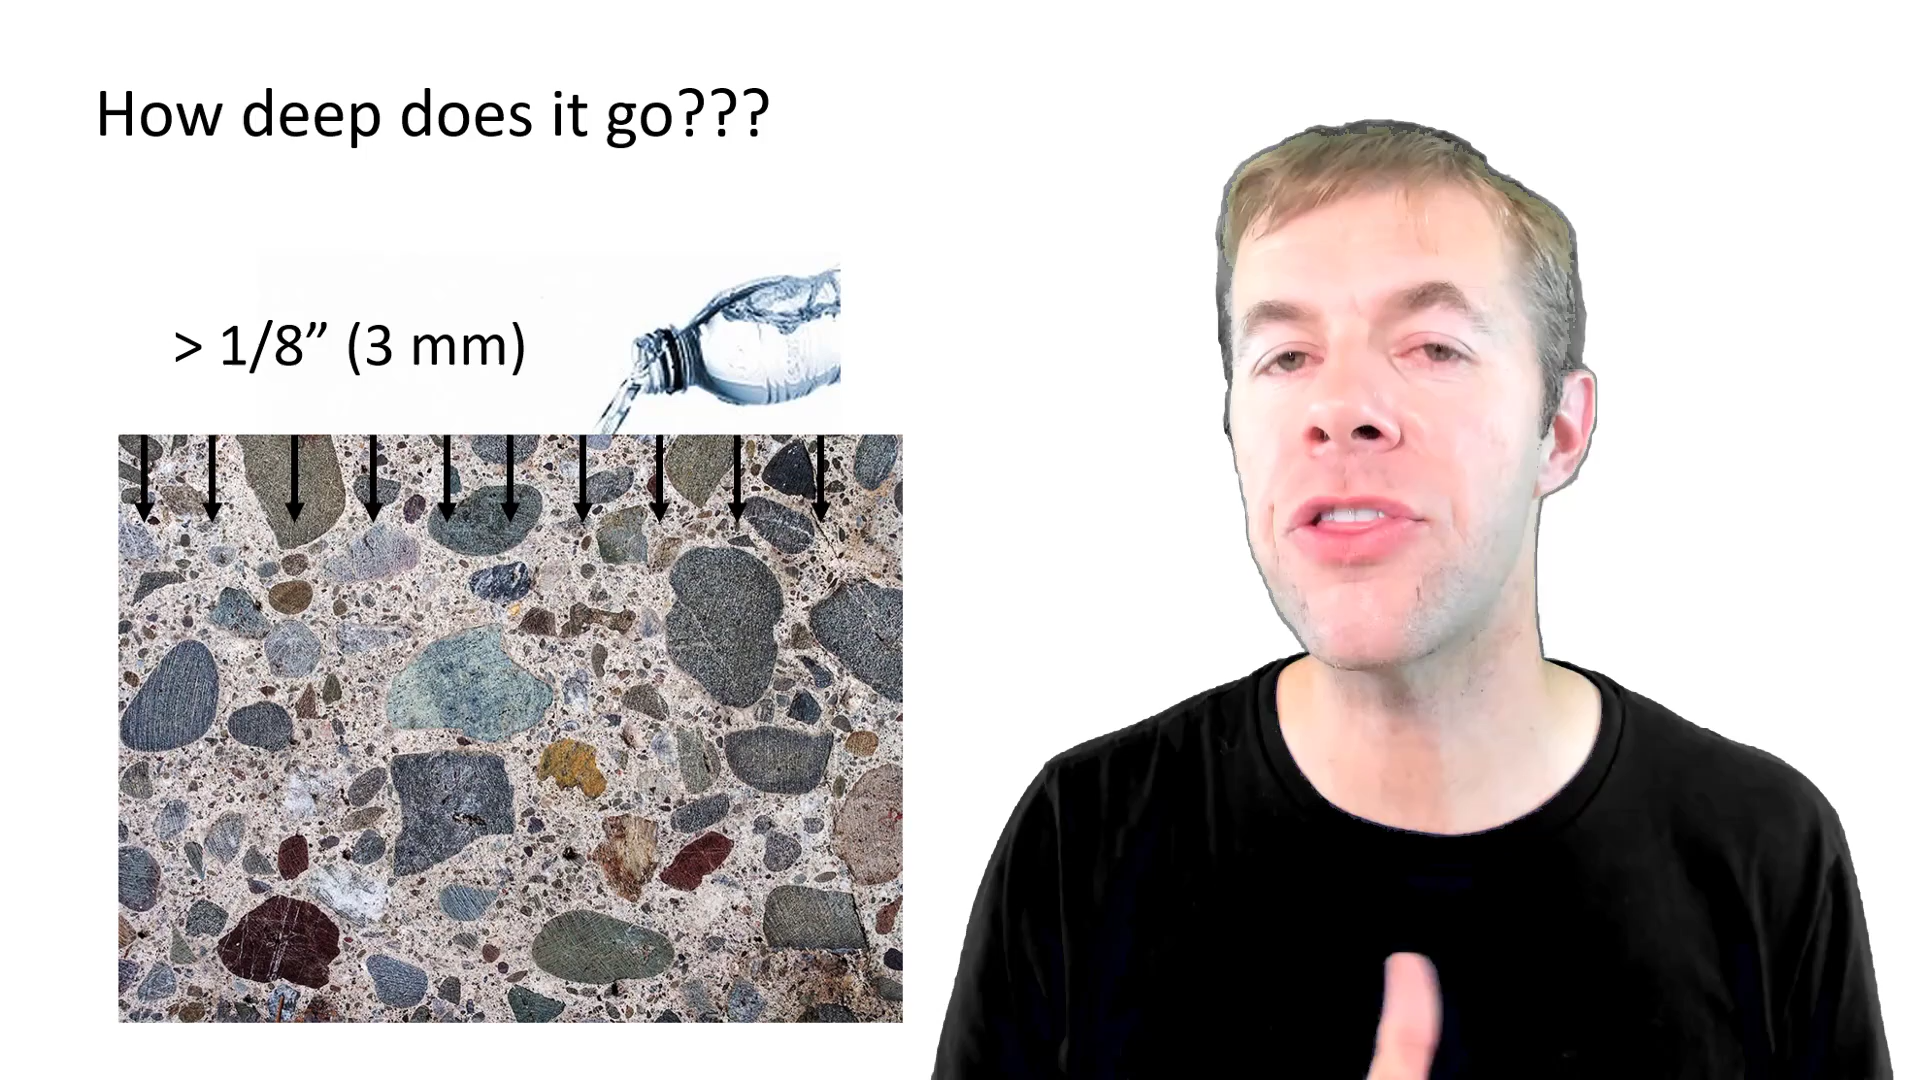 How deep does it go???
> 1/8” (3 mm)